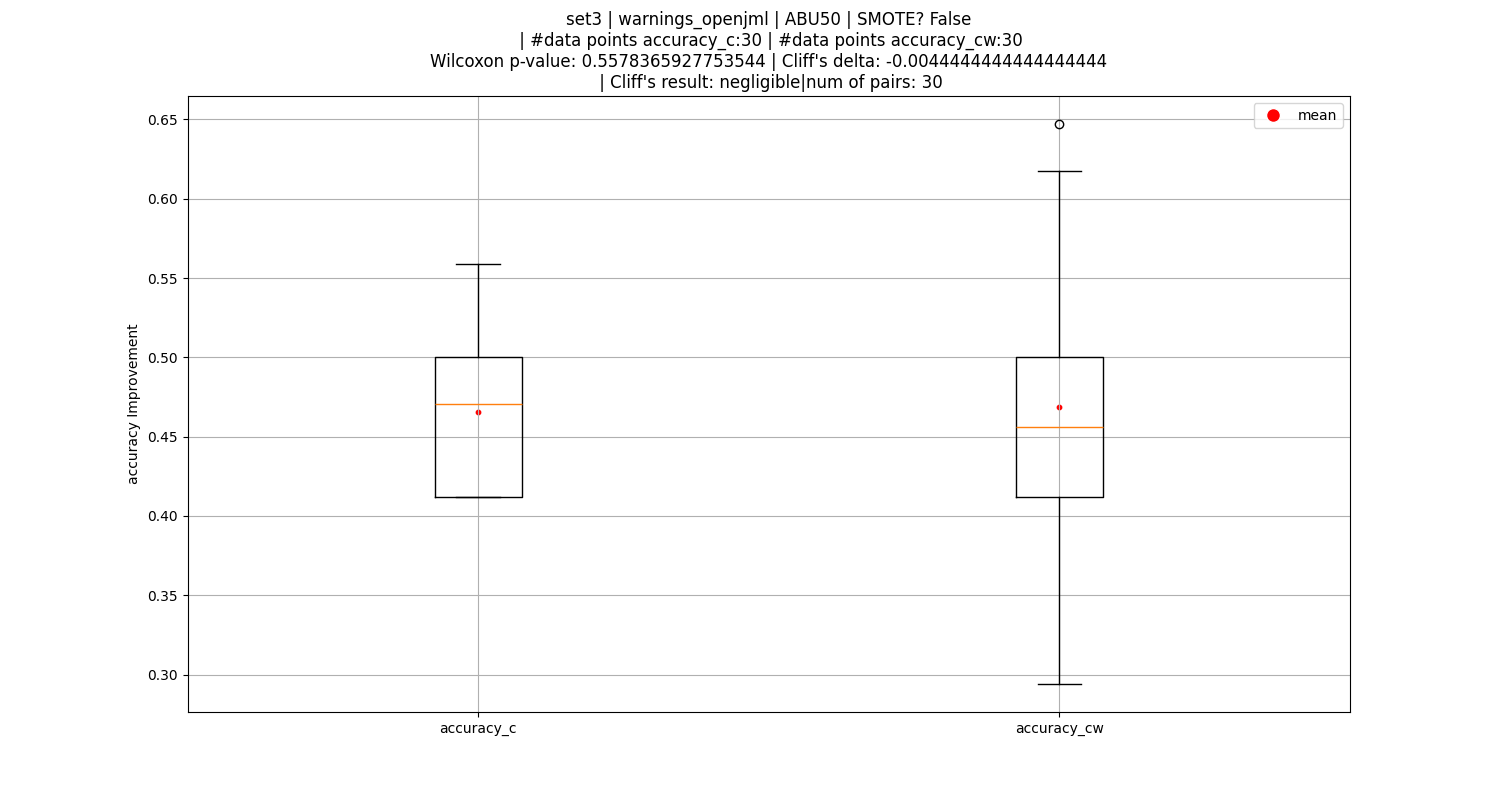 set3 | warnings_openjml | ABU50 | SMOTE? False
| #data points accuracy_c:30 | #data points accuracy_cw:30
Wilcoxon p-value: 0.5578365927753544 | Cliff's delta: -0.0044444444444444444
| Cliff's result: negligible|num of pairs: 30
mean
0.65
0.60
0.55
0.50
0.45
0.40
0.35
0.30
accuracy Improvement
accuracy_c
accuracy_cw